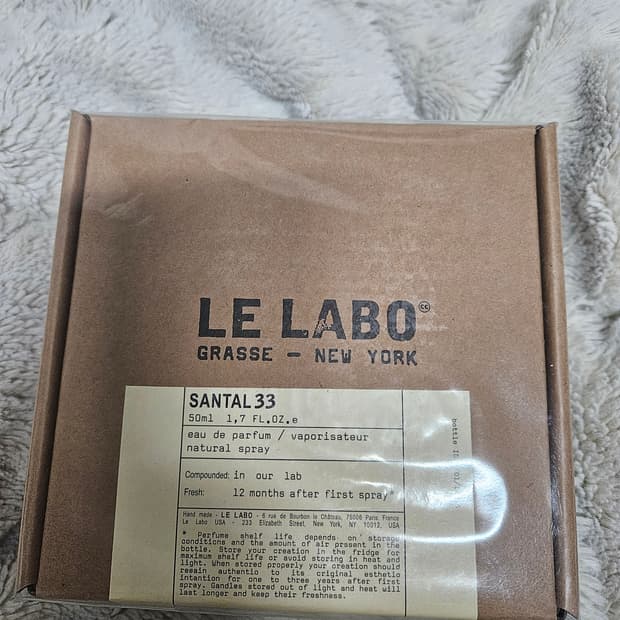 LE LABO
GRASSE — NEW YORK
SANTAL 33
50ml 1,7 FL.OZ.e
eau de parfum / vaporisateur
natural spray
Compounded: in our lab
Fresh: 12 months after first spray*
Hand made - LE LABO - 6 rue de Bourbon le Château, 75006 Paris, France
Le Labo USA - 233 Elizabeth Street, New York, NY 10012, USA
* Perfume shelf life depends on storage
conditions and the amount of air prssent in the
bottle. Store your creation in the fridge for
maximum shelf life or avoid storing in heat and
light. When stored properly your creation should
remain authentio to its original esthetic
intention for one to three years after first
spray. Gandles stored out of light and heat will
last longer and keep their freshness.
bottle